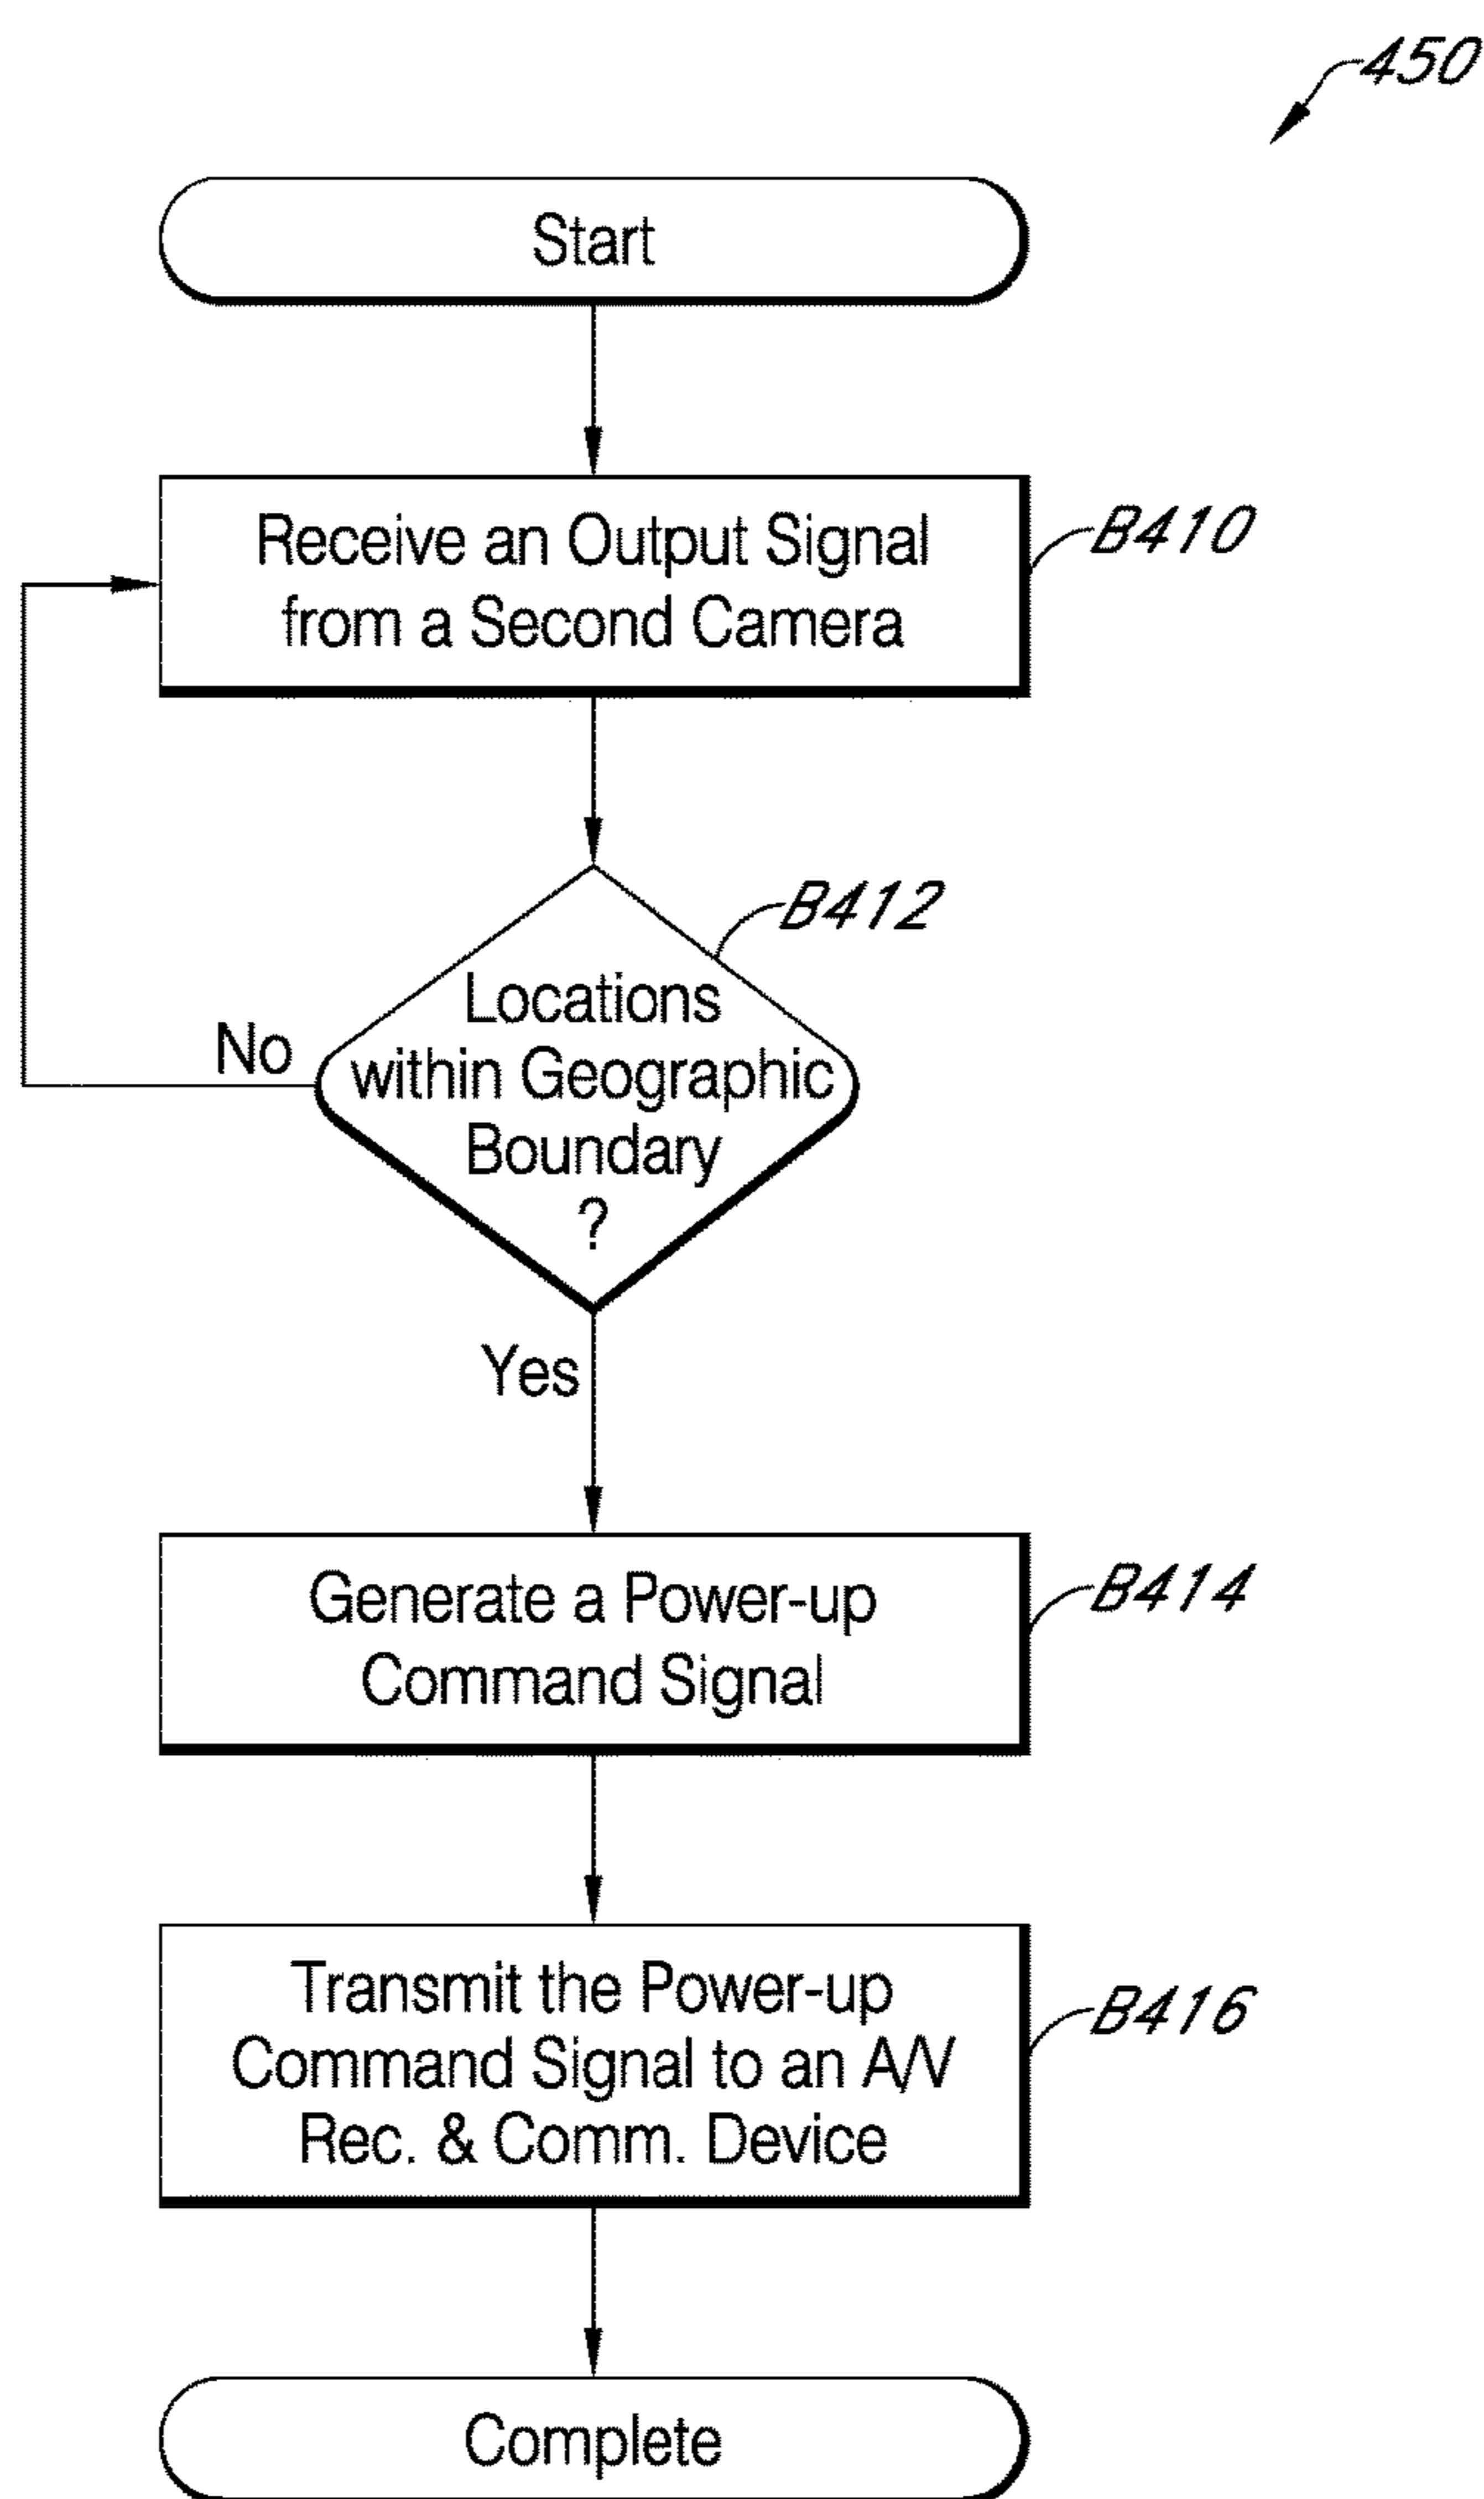 450
Start
Receive an Output Signal
from a Second Camera
B410
B412
Locations
within Geographic
Boundary
?
No
Yes
Generate a Power-up
Command Signal
B414
Transmit the Power-up
Command Signal to an A/V
Rec. & Comm. Device
B416
Complete